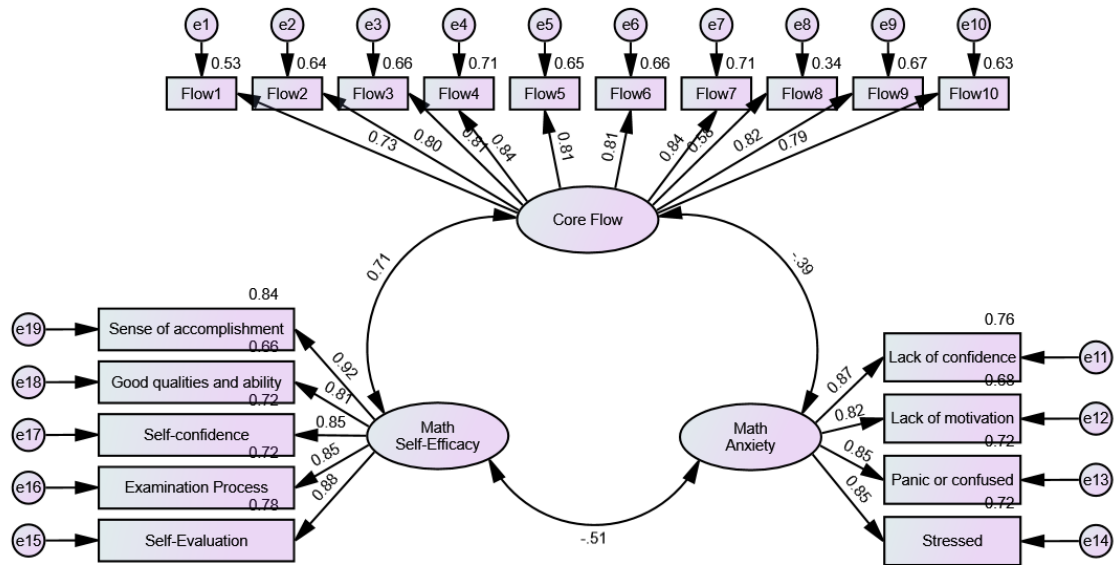 e1 e2 e3 e4 e5 e6 e7 e8 e9 e10
0.53 0.64 0.66 0.71 0.65 0.66 0.71 0.34 0.67 0.63
Flow1 Flow2 Flow3 Flow4 Flow5 Flow6 Flow7 Flow8 Flow9 Flow10
0.73 0.80 0.81 0.84 0.81 0.81 0.84 0.58 0.82 0.79
Core Flow
0.71 -.39
0.84
e19 Sense of accomplishment 0.92
0.66
e18 Good qualities and ability 0.81
0.72
e17 Self-confidence 0.85
0.72
e16 Examination Process 0.85
0.78
e15 Self-Evaluation 0.88
Math
Self-Efficacy
-.51
Math
Anxiety
0.76
0.87 Lack of confidence e11
0.68
0.82 Lack of motivation e12
0.72
0.85 Panic or confused e13
0.72
0.85 Stressed e14